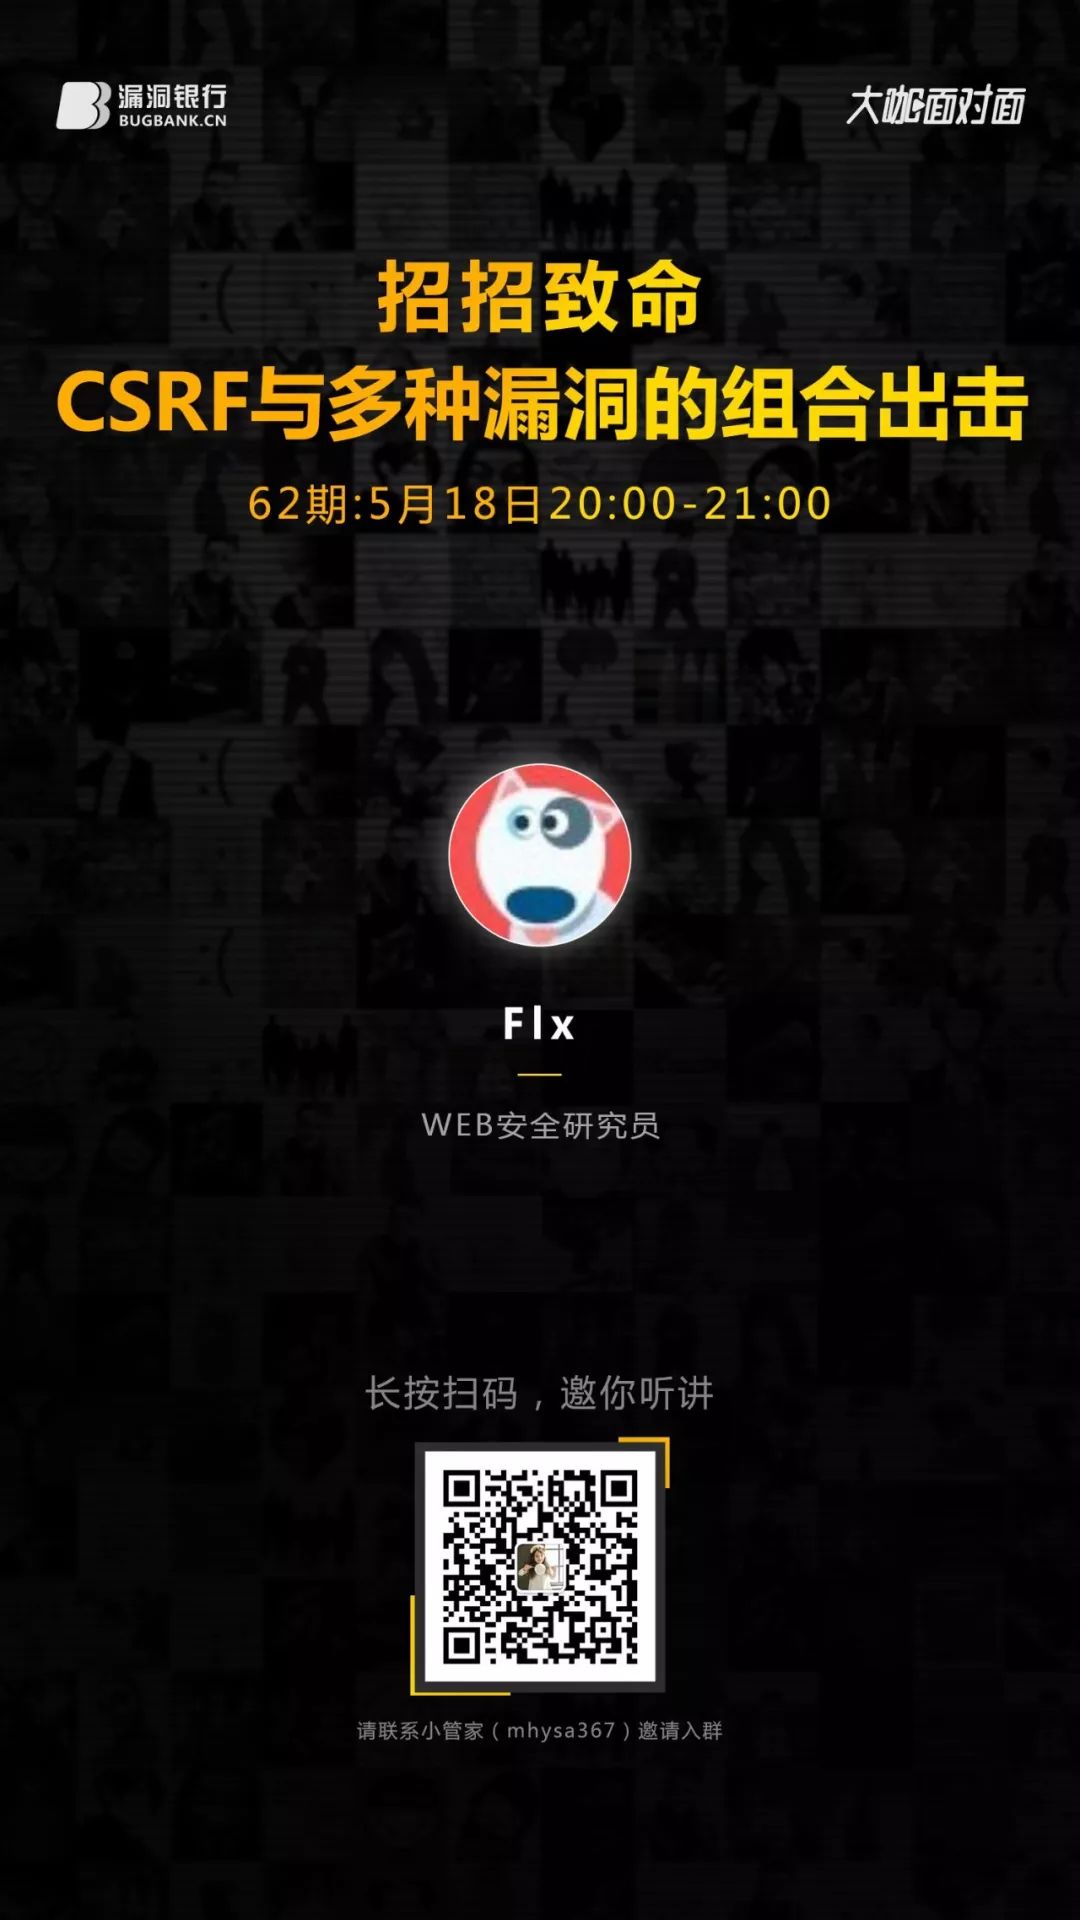 漏洞银行
BUGBANK.CN
大咖面对面
招招致命
CSRF与多种漏洞的组合出击
62期:5月18日20:00-21:00
Flx
WEB安全研究员
长按扫码，邀你听讲
请联系小管家（mhysa367）邀请入群